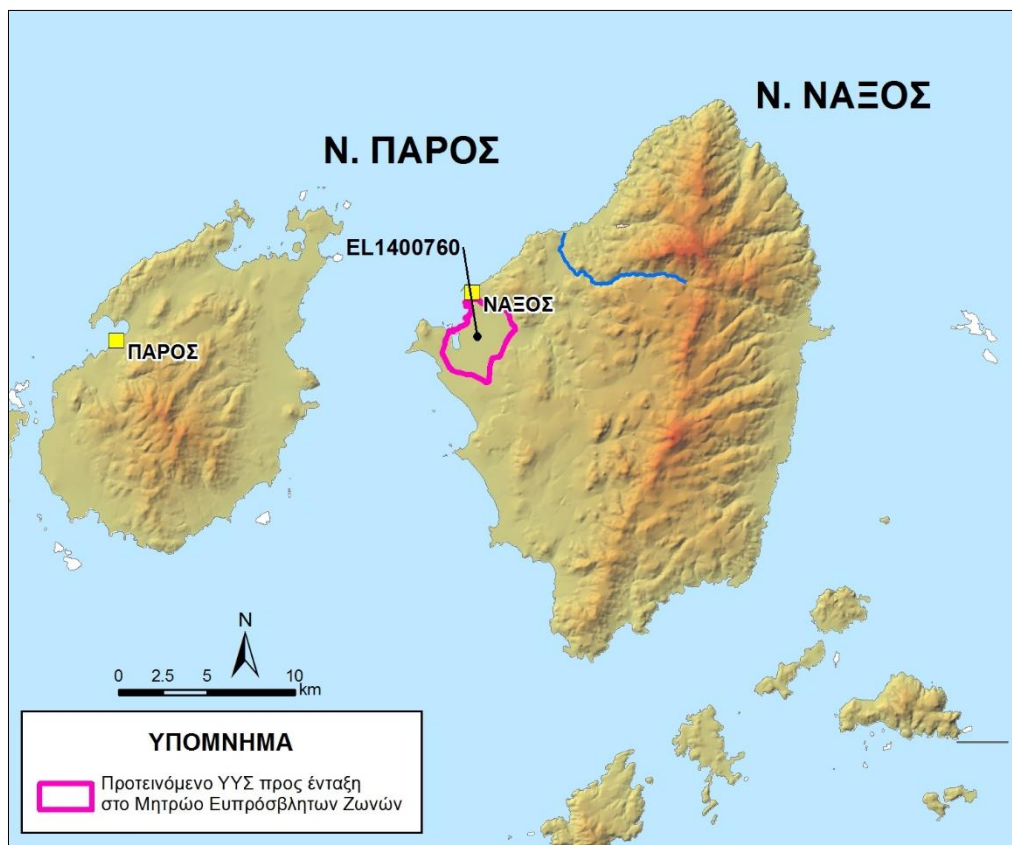 Ν. ΝΑΞΟΣ
Ν. ΠΑΡΟΣ
EL1400760
ΝΑΞΟΣ
ΠΑΡΟΣ
N
0 2.5 5 10
km
ΥΠΟΜΝΗΜΑ
Προτεινόμενο ΥΥΣ προς ένταξη
στο Μητρώο Ευπρόσβλητων Ζωνών